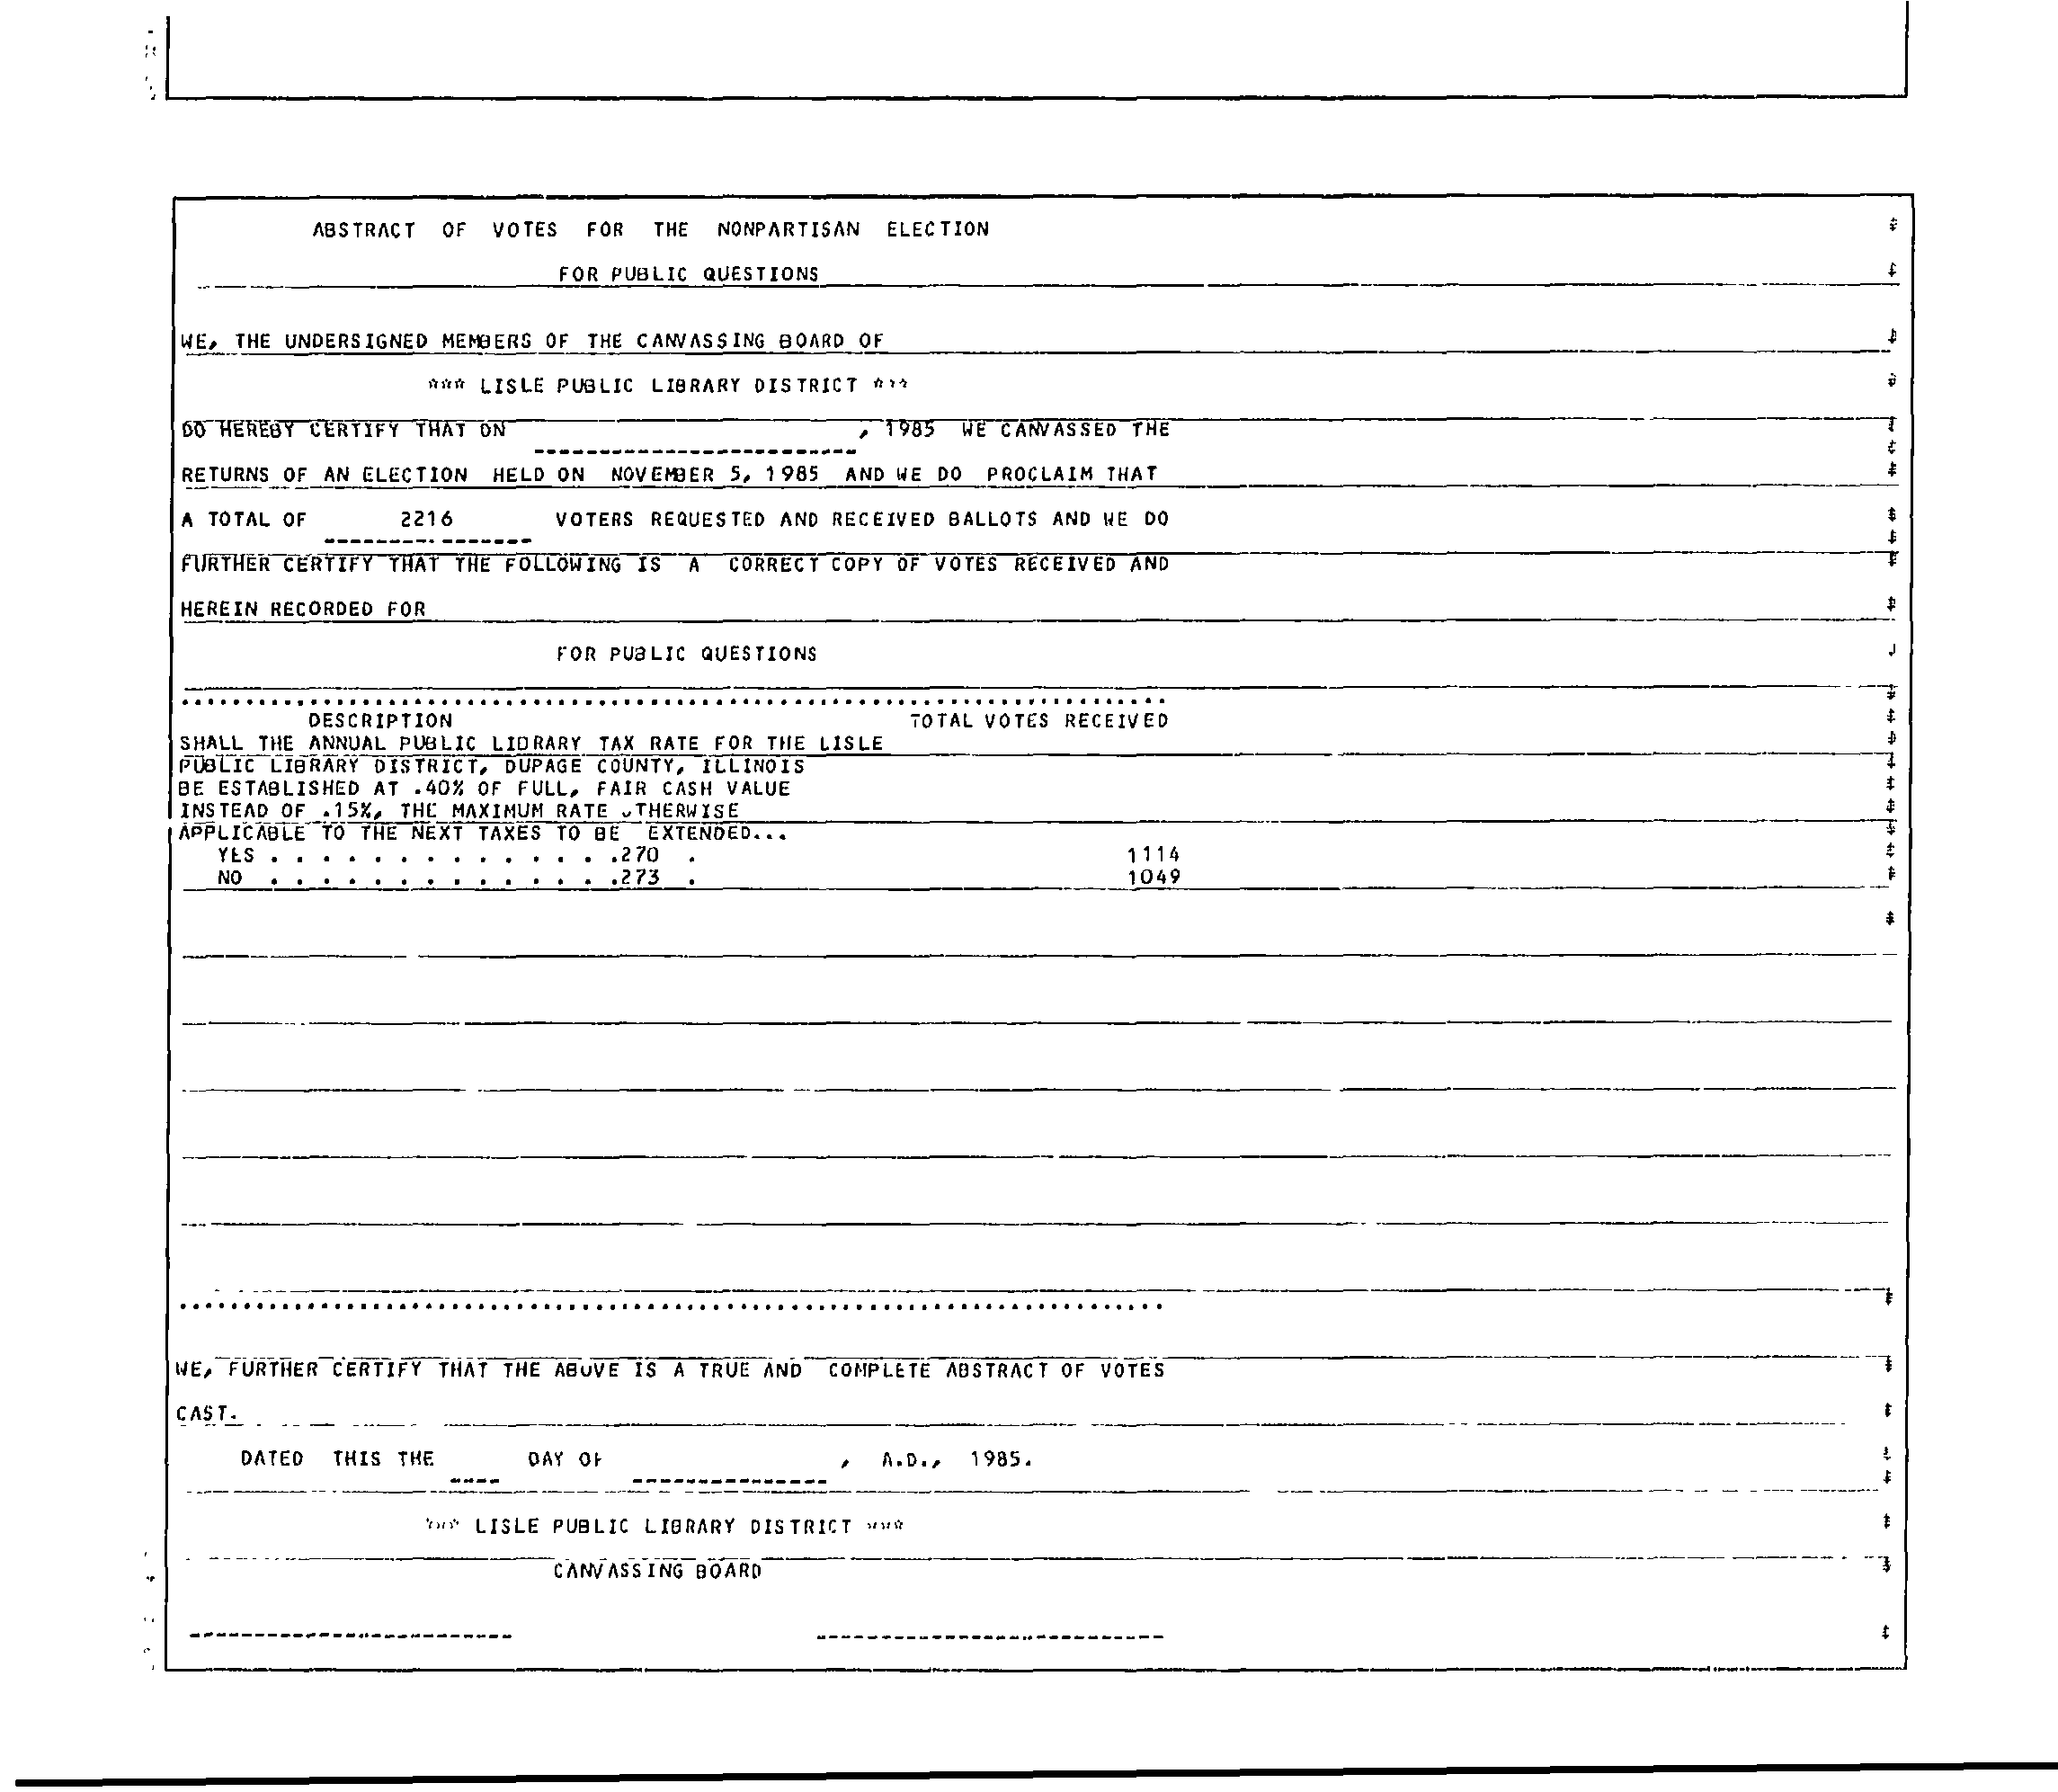 ABSTRACT OF VOTES FOR THE NONPARTISAN ELECTION
FOR PUBLIC QUESTIONS
WE, THE UNDERSIGNED MEMBERS OF THE CANVASSING BOARD OF
*** LISLE PUBLIC LIBRARY DISTRICT ***
DO HEREBY CERTIFY THAT ON , 1985 WE CANVASSED THE
RETURNS OF AN ELECTION HELD ON NOVEMBER 5, 1985 AND WE DO PROCLAIM THAT
A TOTAL OF 2216 VOTERS REQUESTED AND RECEIVED BALLOTS AND WE DO
FURTHER CERTIFY THAT THE FOLLOWING IS A CORRECT COPY OF VOTES RECEIVED AND
HEREIN RECORDED FOR
FOR PUBLIC QUESTIONS
DESCRIPTION TOTAL VOTES RECEIVED
SHALL THE ANNUAL PUBLIC LIBRARY TAX RATE FOR THE LISLE
PUBLIC LIBRARY DISTRICT, DUPAGE COUNTY, ILLINOIS
BE ESTABLISHED AT .40% OF FULL, FAIR CASH VALUE
INSTEAD OF .15%, THE MAXIMUM RATE OTHERWISE
APPLICABLE TO THE NEXT TAXES TO BE EXTENDED...
YES . . . . . . . . . . . . . .270 . 1114
NO . . . . . . . . . . . . . .273 . 1049
WE, FURTHER CERTIFY THAT THE ABOVE IS A TRUE AND COMPLETE ABSTRACT OF VOTES
CAST.
DATED THIS THE ---- DAY OF , A.D., 1985.
*** LISLE PUBLIC LIBRARY DISTRICT ***
CANVASSING BOARD